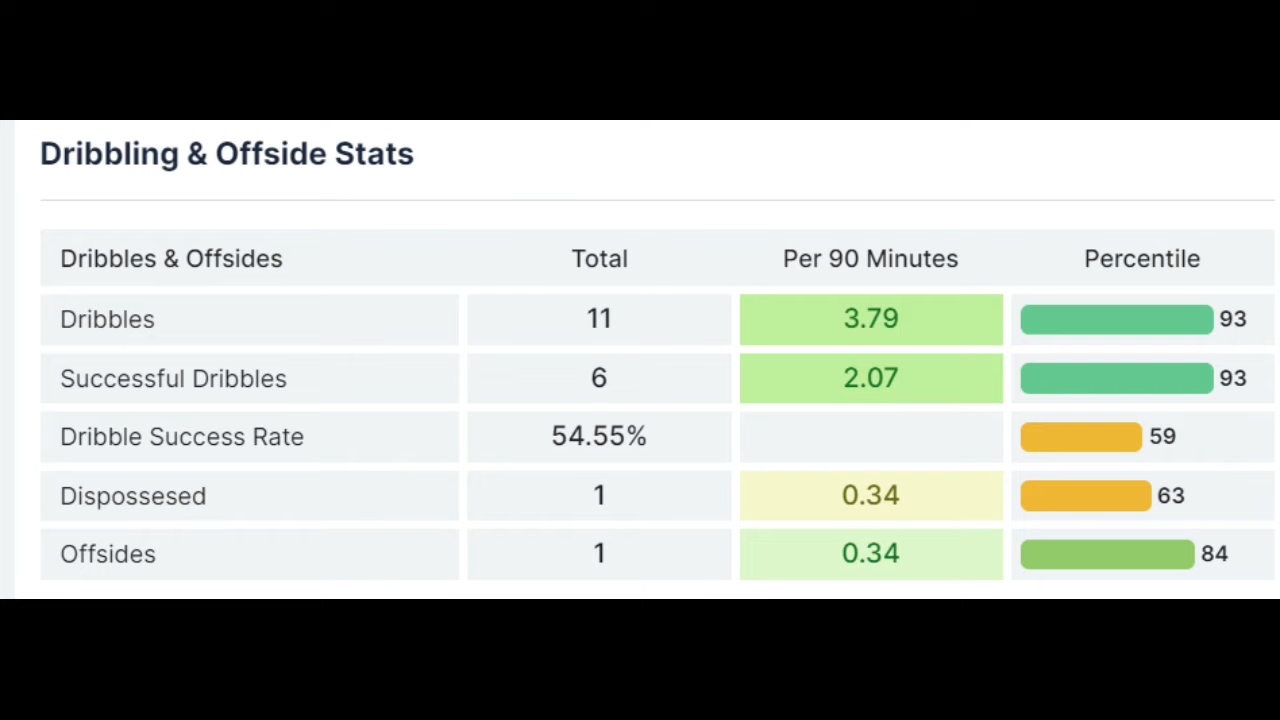 Dribbling & Offside Stats
Dribbles & Offsides Total Per 90 Minutes Percentile
Dribbles 11 3.79 93
Successful Dribbles 6 2.07 93
Dribble Success Rate 54.55% 59
Dispossesed 1 0.34 63
Offsides 1 0.34 84